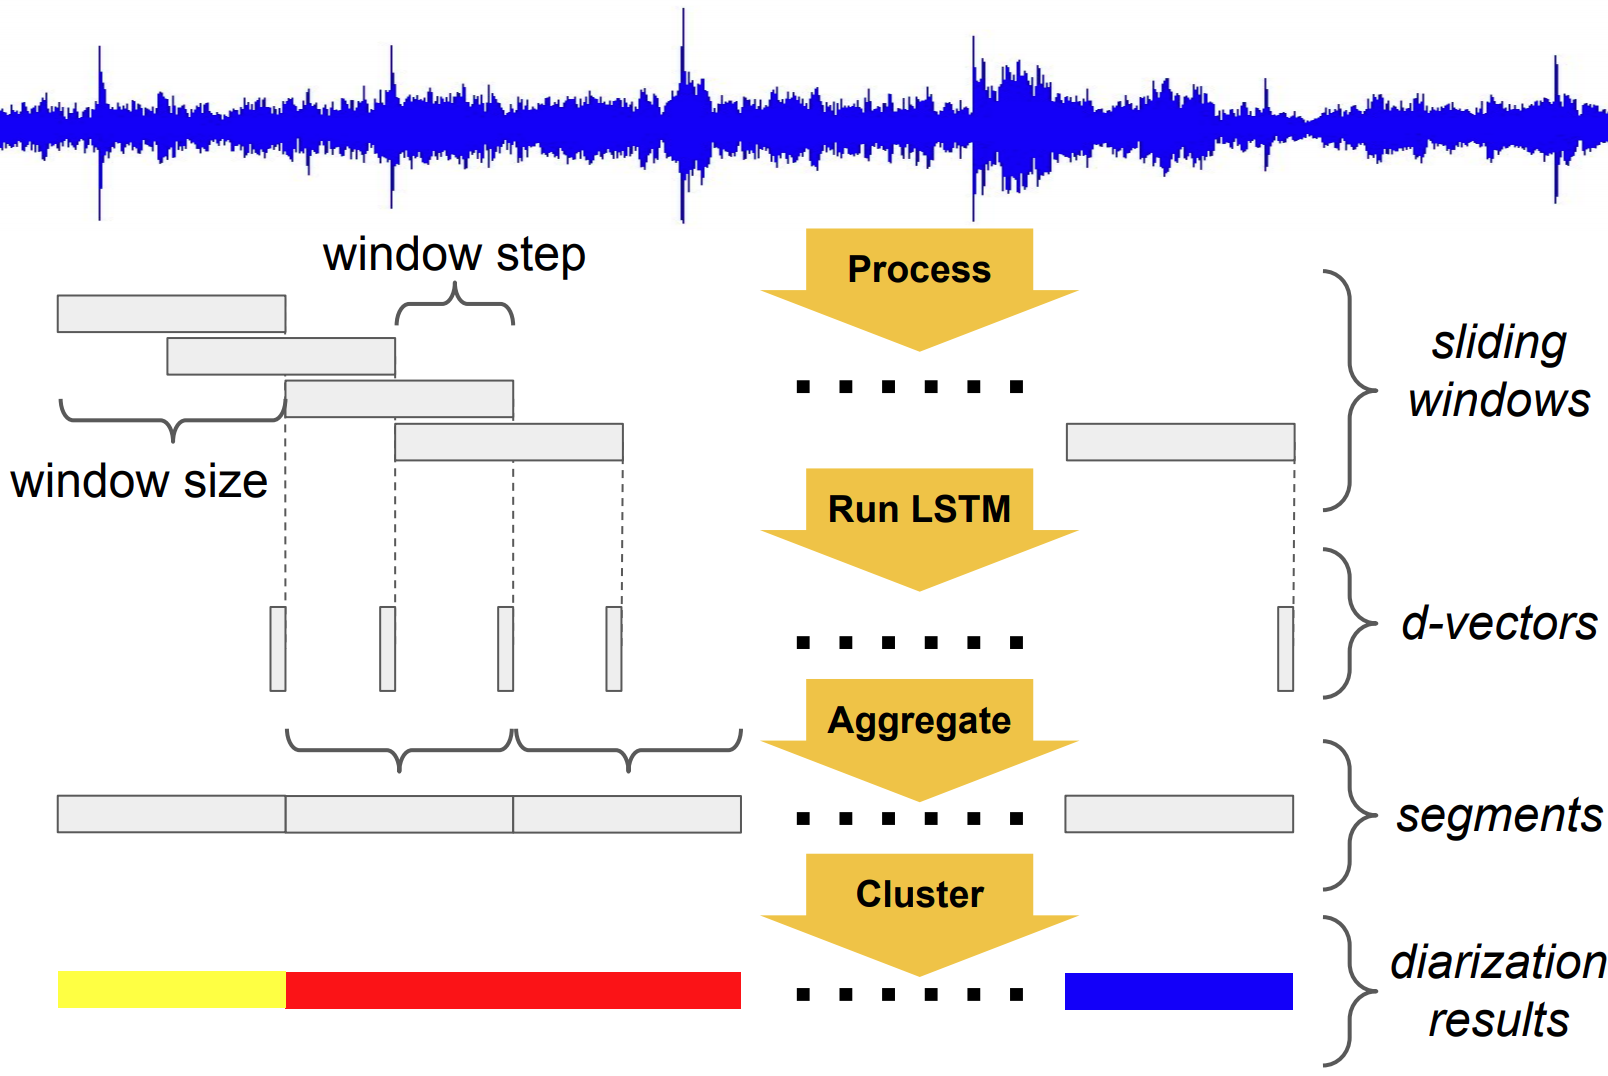 window step
Process
sliding
windows
window size
Run LSTM
d-vectors
Aggregate
segments
Cluster
diarization
results